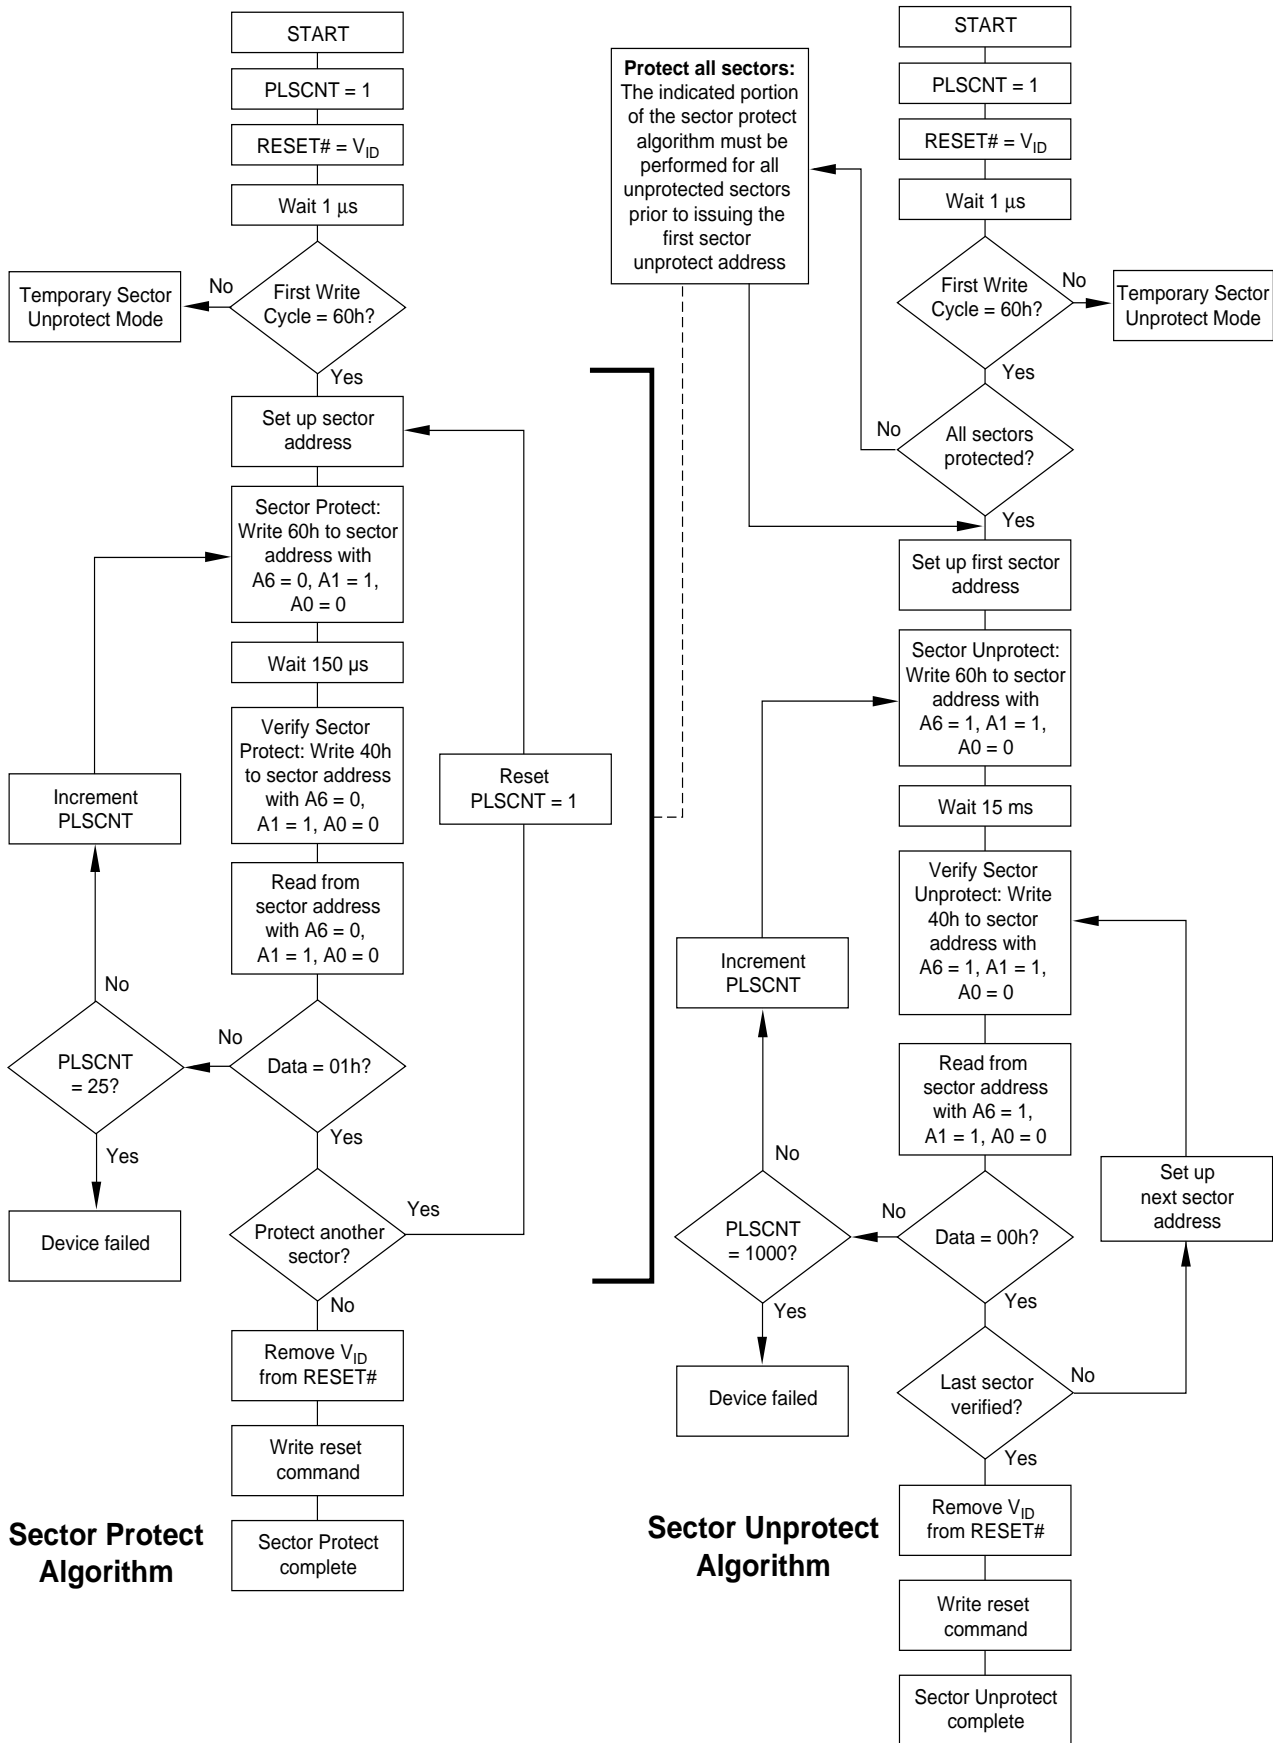 START
PLSCNT = 1
RESET# = VID
Wait 1 μs
First Write
Cycle = 60h?
No
Temporary Sector
Unprotect Mode
Yes
Set up sector
address
Sector Protect:
Write 60h to sector
address with
A6 = 0, A1 = 1,
A0 = 0
Wait 150 µs
Verify Sector
Protect: Write 40h
to sector address
with A6 = 0,
A1 = 1, A0 = 0
Reset
PLSCNT = 1
Increment
PLSCNT
Read from
sector address
with A6 = 0,
A1 = 1, A0 = 0
No
No
PLSCNT
= 25?
Data = 01h?
Yes
Yes
Device failed
Protect another
sector?
Yes
No
Remove VID
from RESET#
Write reset
command
Sector Protect
complete
Sector Protect
Algorithm
START
Protect all sectors:
The indicated portion
of the sector protect
algorithm must be
performed for all
unprotected sectors
prior to issuing the
first sector
unprotect address
PLSCNT = 1
RESET# = VID
Wait 1 μs
First Write
Cycle = 60h?
No
Temporary Sector
Unprotect Mode
Yes
No
All sectors
protected?
Yes
Set up first sector
address
Sector Unprotect:
Write 60h to sector
address with
A6 = 1, A1 = 1,
A0 = 0
Wait 15 ms
Verify Sector
Unprotect: Write
40h to sector
address with
A6 = 1, A1 = 1,
A0 = 0
Increment
PLSCNT
Read from
sector address
with A6 = 1,
A1 = 1, A0 = 0
No
Set up
next sector
address
No
PLSCNT
= 1000?
Data = 00h?
Yes
Yes
Device failed
Last sector
verified?
No
Yes
Remove VID
from RESET#
Write reset
command
Sector Unprotect
complete
Sector Unprotect
Algorithm